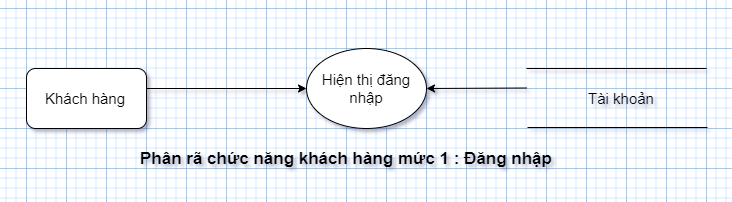 Khách hàng
Hiện thị đăng
nhập
Tài khoản
Phân rã chức năng khách hàng mức 1 : Đăng nhập